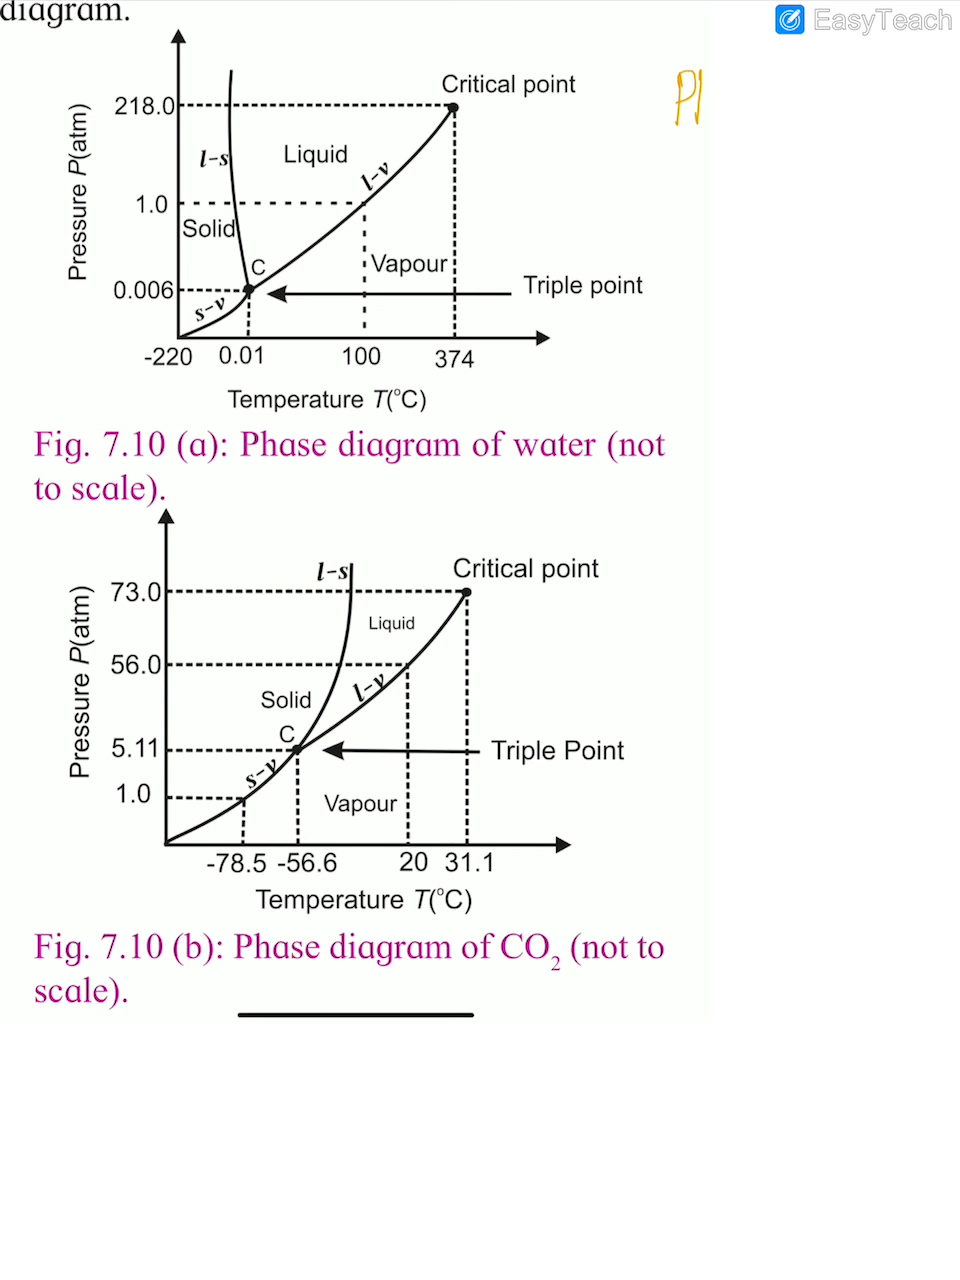 diagram.
EasyTeach
Pl
Critical point
218.0
Pressure P(atm)
l-s
Liquid
l-v
1.0
Solid
C
Vapour
0.006
Triple point
s-v
-220 0.01 100 374
Temperature T(°C)
Fig. 7.10 (a): Phase diagram of water (not
to scale).
l-s
Critical point
73.0
Pressure P(atm)
Liquid
56.0
l-v
Solid
C
5.11
Triple Point
s-v
1.0
Vapour
-78.5 -56.6 20 31.1
Temperature T(°C)
Fig. 7.10 (b): Phase diagram of CO₂ (not to
scale).